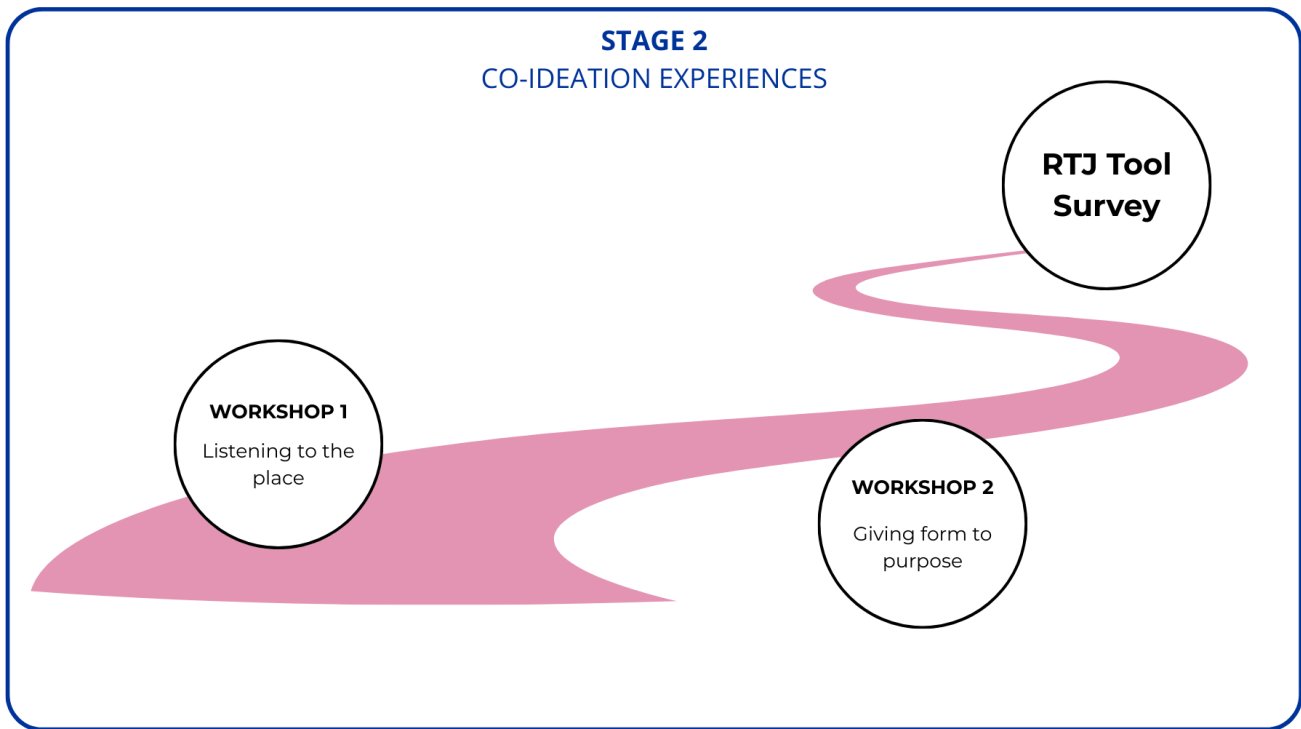 STAGE 2
CO-IDEATION EXPERIENCES
RTJ Tool
Survey
WORKSHOP 1
Listening to the
place
WORKSHOP 2
Giving form to
purpose